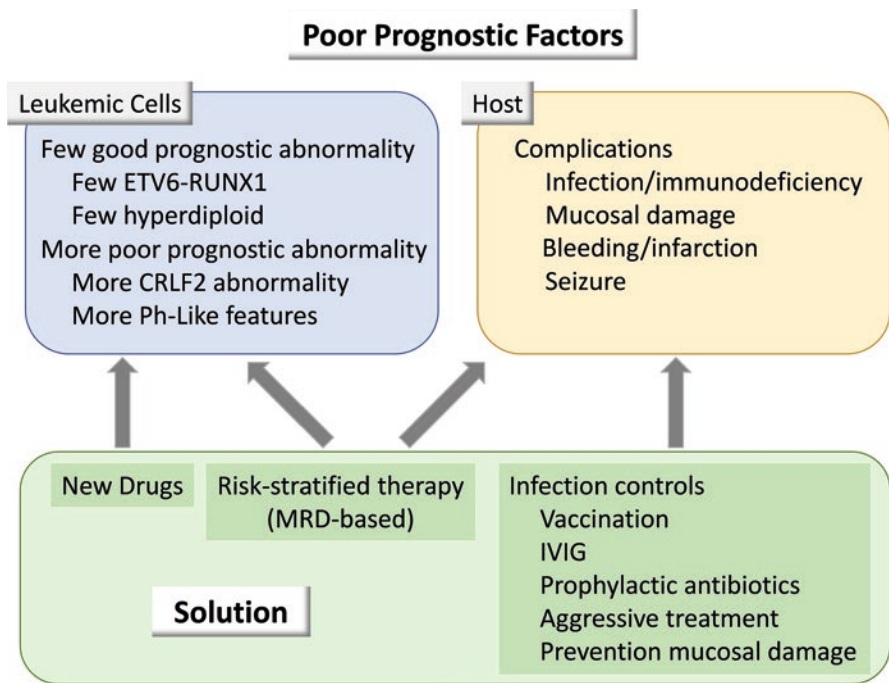 Poor Prognostic Factors
Leukemic Cells
Few good prognostic abnormality
Few ETV6-RUNX1
Few hyperdiploid
More poor prognostic abnormality
More CRLF2 abnormality
More Ph-Like features
Host
Complications
Infection/immunodeficiency
Mucosal damage
Bleeding/infarction
Seizure
New Drugs
Risk-stratified therapy
(MRD-based)
Infection controls
Vaccination
IVIG
Prophylactic antibiotics
Aggressive treatment
Prevention mucosal damage
Solution